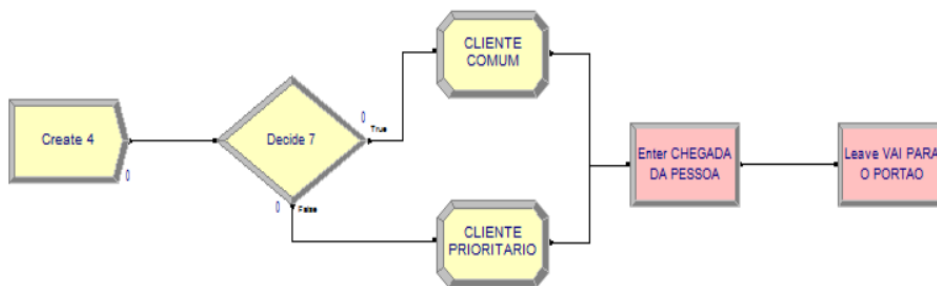 CLIENTE
COMUM
0
True
Create 4
Decide 7
0
Enter CHEGADA
DA PESSOA
Leave VAI PARA
O PORTAO
0
False
CLIENTE
PRIORITARIO